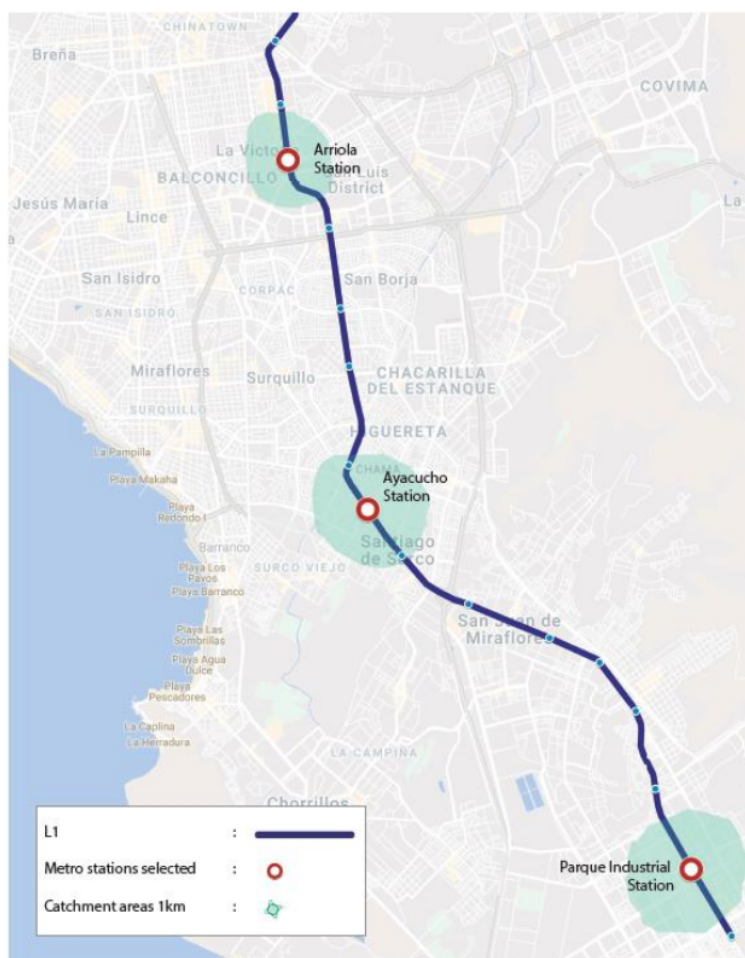 CHINATOWN
Breña
COVIMA
La Victoria
Arriola
Station
BALCONCILLO
San Luis
District
Jesús Maria
Lince
La
San Isidro
CORPAC
San Borja
SAN ISIDRO
Miraflores
Surquillo
CHACARILLA
DEL ESTANQUE
SURQUILLO
HIGUERETA
La Pampilla
Playa Makaha
CHAMA
Ayacucho
Station
Playa
Redondo I
Santiago
de Surco
Barranco
SURCO VIEJO
Playa Los
Pavos
Playa Barranco
San Juan de
Miraflores
Playa Las
Sombrillas
Playa Agua
Dulce
Playa
Pescadores
La Caplina
La Herradura
LA CAMPIÑA
Chorrillos
L1 :
Metro stations selected :
Catchment areas 1km :
Parque Industrial
Station